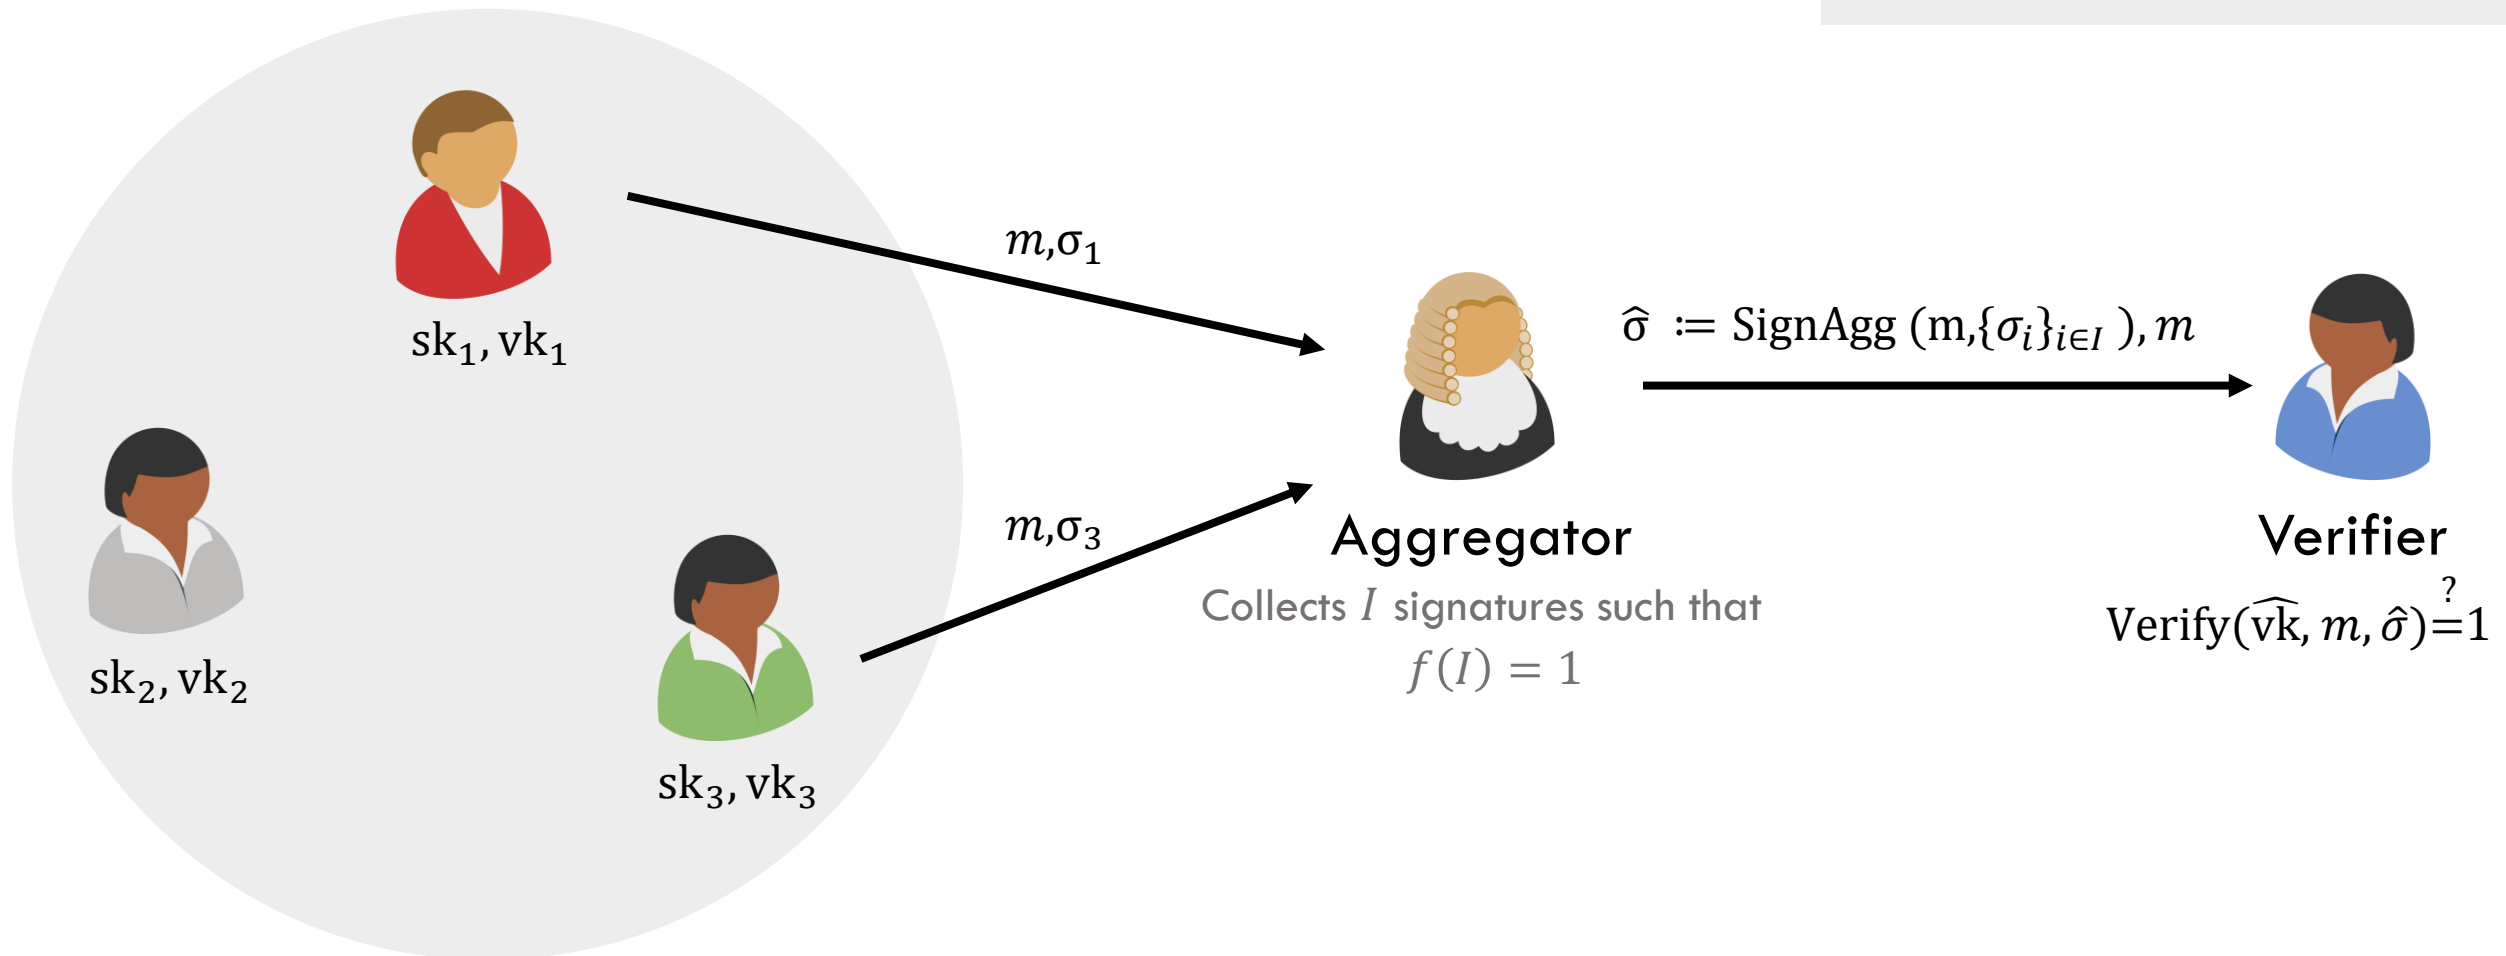 sk₁, vk₁
sk₂, vk₂
sk₃, vk₃
m,σ₁
m,σ₃
σ̂ := SignAgg (m,{σᵢ}ᵢ∈I ), m
Aggregator
Collects I signatures such that
f(I) = 1
Verifier
Verify(v̂k, m, σ̂)≟1